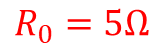 R₀ = 5Ω